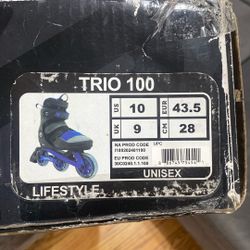 TRIO 100
US 10 EUR 43.5
UK 9 CM 28
NA PROD CODE UPC
EU PROD CODE
LIFESTYLE UNISEX